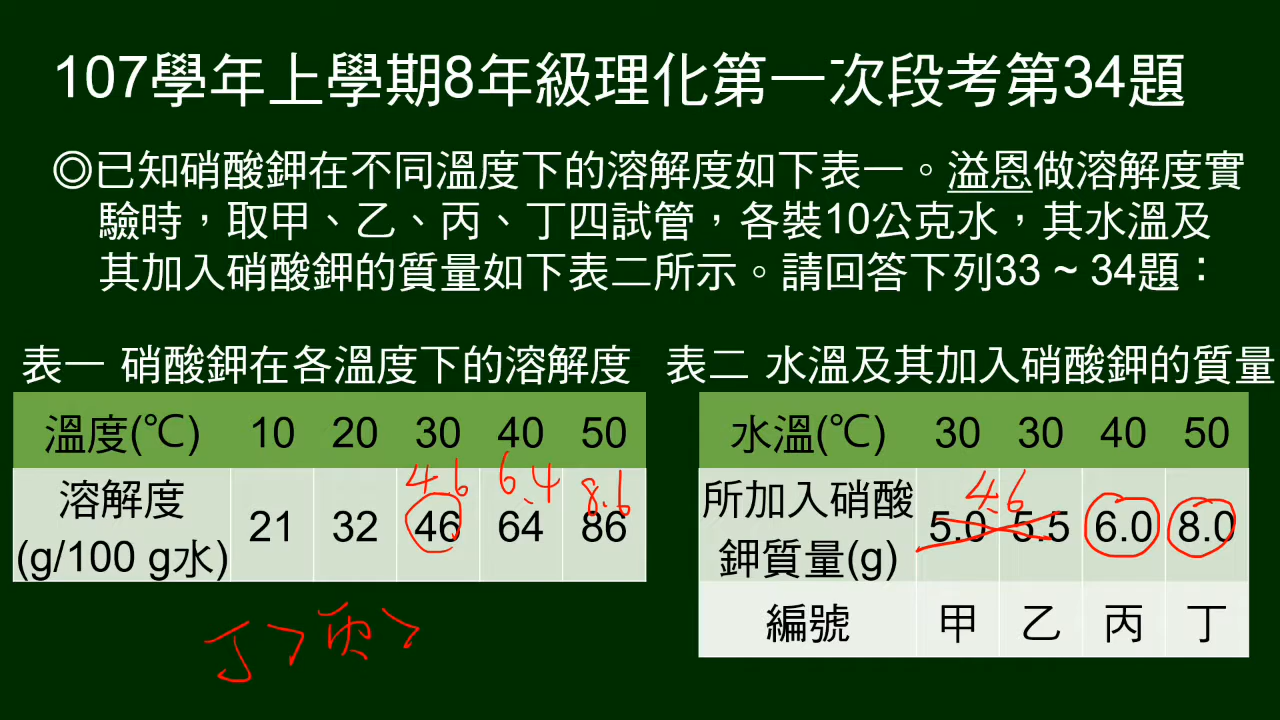 107學年上學期8年級理化第一次段考第34題
◎已知硝酸鉀在不同溫度下的溶解度如下表一。溢恩做溶解度實
驗時，取甲、乙、丙、丁四試管，各裝10公克水，其水溫及
其加入硝酸鉀的質量如下表二所示。請回答下列33 ~ 34題：
表一 硝酸鉀在各溫度下的溶解度
溫度(℃) 10 20 30 40 50
4.6 6.4 8.6
溶解度
(g/100 g水) 21 32 46 64 86
丁 > 丙 >
表二 水溫及其加入硝酸鉀的質量
水溫(℃) 30 30 40 50
4.6
所加入硝酸
鉀質量(g) 5.0 5.5 6.0 8.0
編號 甲 乙 丙 丁